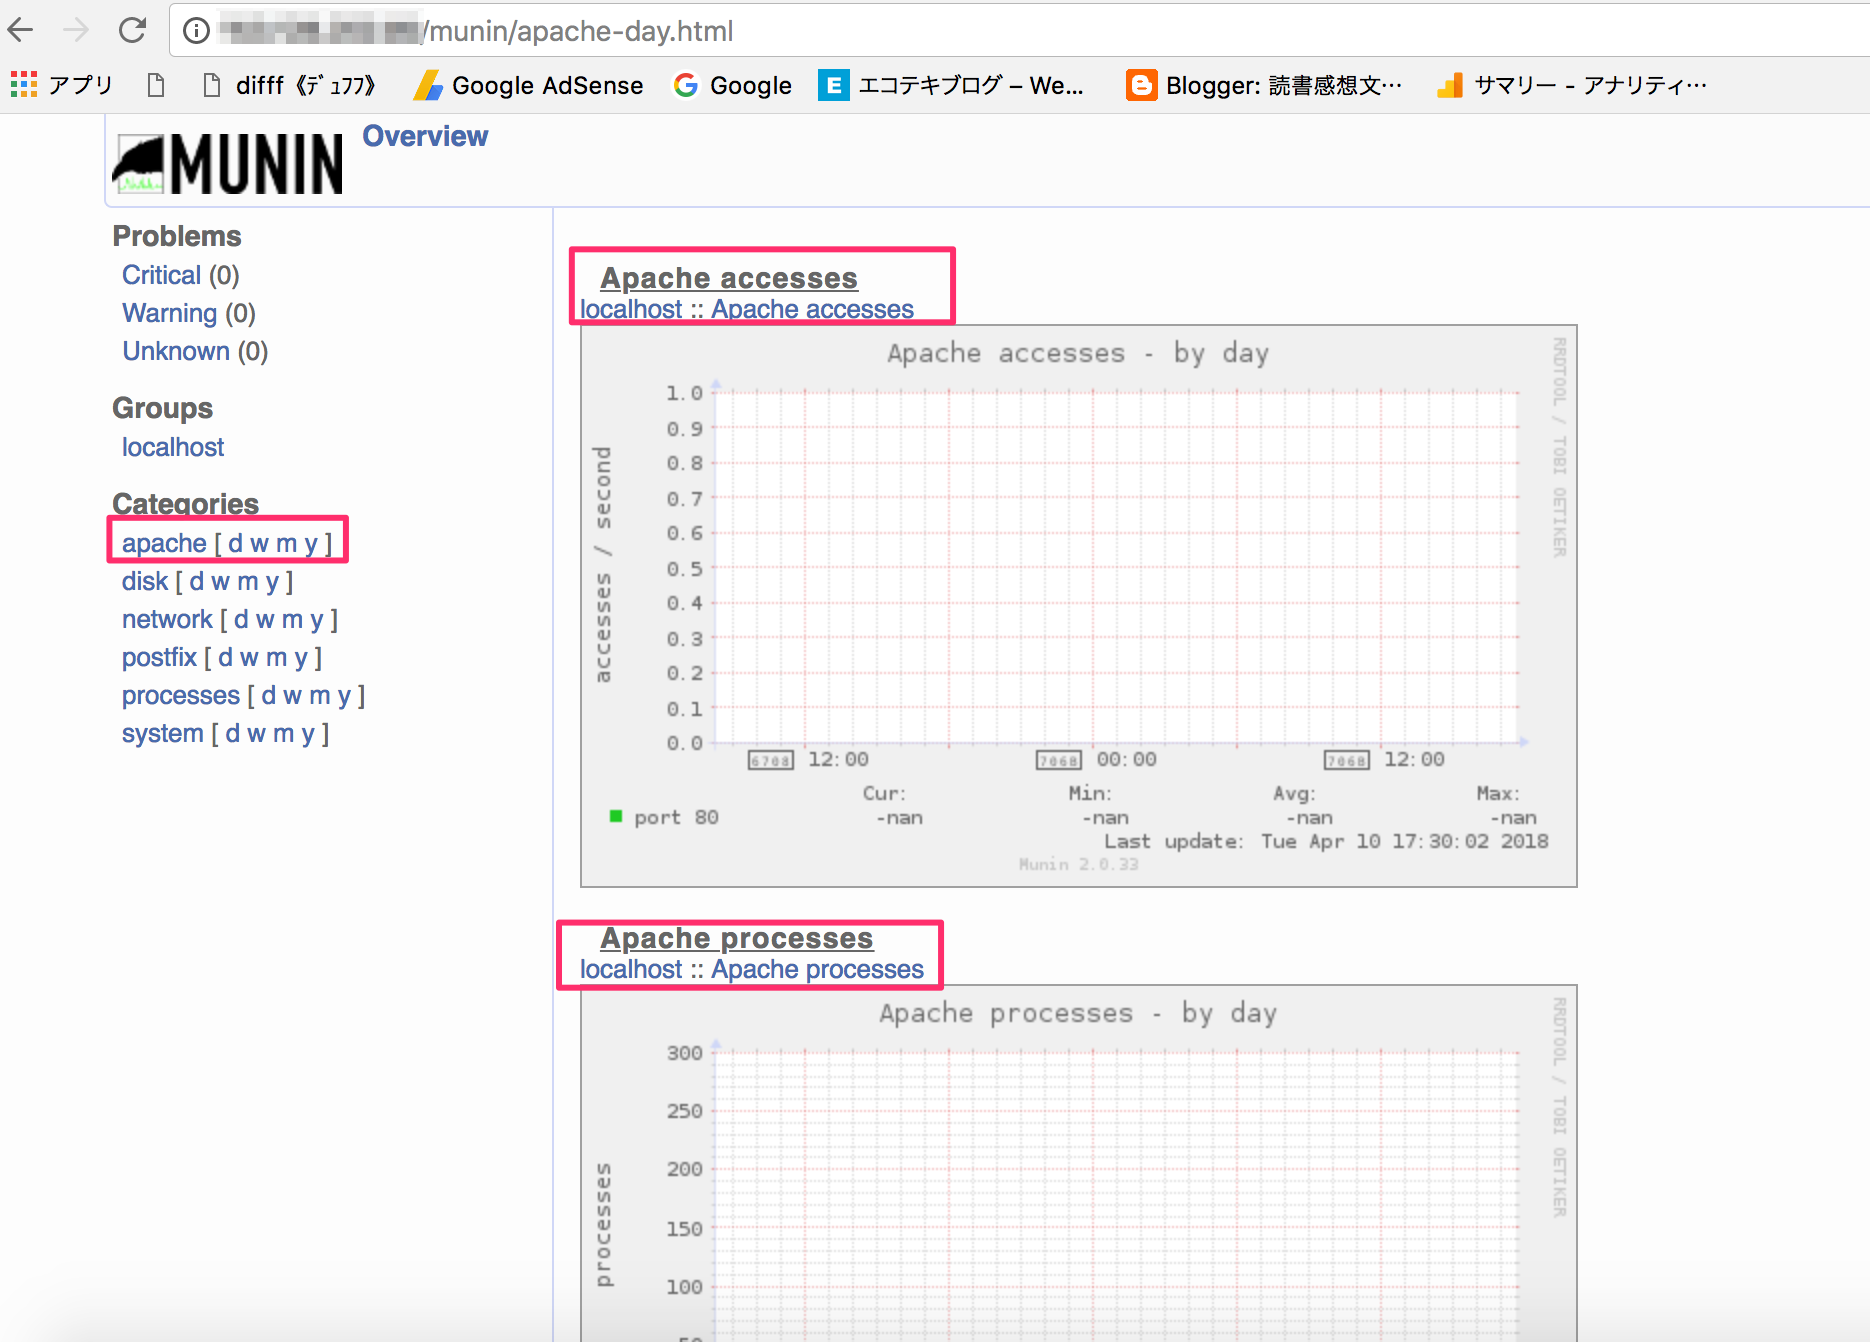 /munin/apache-day.html
アプリ
difff《ﾃﾞｭﾌﾌ》
Google AdSense
Google
エコテキブログ – We...
Blogger: 読書感想文…
サマリー - アナリティ…
MUNIN
Overview
Problems
Critical (0)
Warning (0)
Unknown (0)
Groups
localhost
Categories
apache [ d w m y ]
disk [ d w m y ]
network [ d w m y ]
postfix [ d w m y ]
processes [ d w m y ]
system [ d w m y ]
Apache accesses
localhost :: Apache accesses
Apache accesses - by day
RRDTOOL / TOBI OETIKER
accesses / second
1.0
0.9
0.8
0.7
0.6
0.5
0.4
0.3
0.2
0.1
0.0
6708 12:00 7068 00:00 7068 12:00
Cur: Min: Avg: Max:
port 80 -nan -nan -nan -nan
Last update: Tue Apr 10 17:30:02 2018
Munin 2.0.33
Apache processes
localhost :: Apache processes
Apache processes - by day
RRDTOOL / TOBI OETIKER
processes
300
250
200
150
100
50